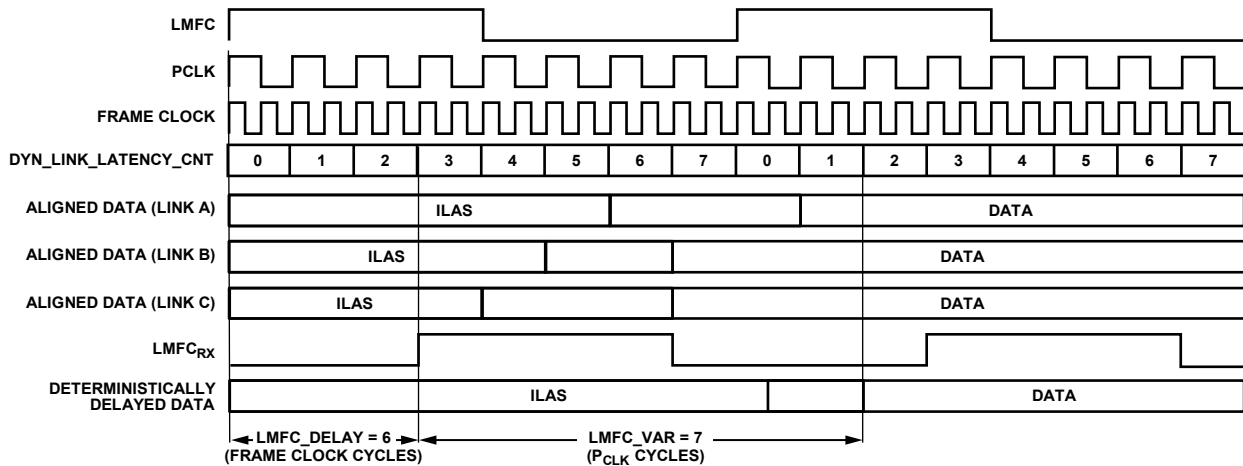 LMFC
PCLK
FRAME CLOCK
DYN_LINK_LATENCY_CNT 0 1 2 3 4 5 6 7 0 1 2 3 4 5 6 7
ALIGNED DATA (LINK A) ILAS DATA
ALIGNED DATA (LINK B) ILAS DATA
ALIGNED DATA (LINK C) ILAS DATA
LMFCRX
DETERMINISTICALLY
DELAYED DATA ILAS DATA
LMFC_DELAY = 6
(FRAME CLOCK CYCLES)
LMFC_VAR = 7
(PCLK CYCLES)